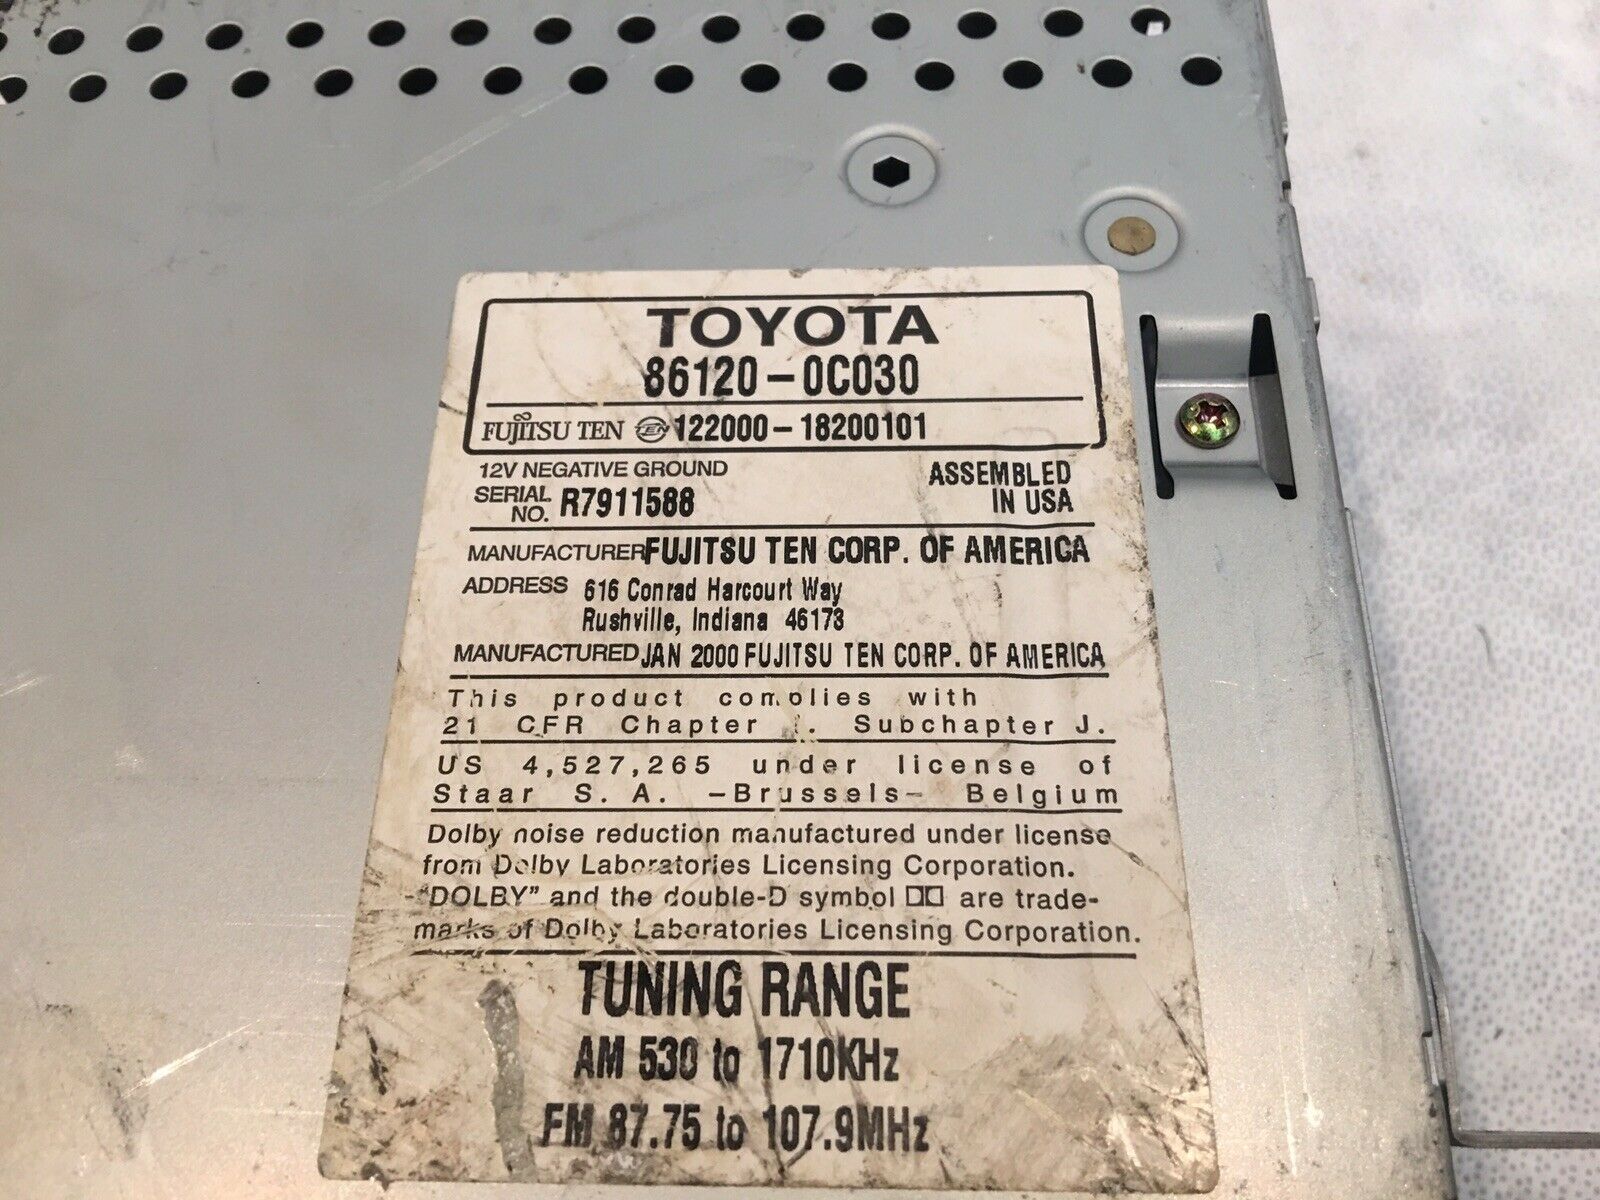 TOYOTA
86120-0C030
FUJITSU TEN TEN 122000-18200101
12V NEGATIVE GROUND
ASSEMBLED
IN USA
SERIAL
NO. R7911588
MANUFACTURER FUJITSU TEN CORP. OF AMERICA
ADDRESS 616 Conrad Harcourt Way
Rushville, Indiana 46173
MANUFACTURED JAN 2000 FUJITSU TEN CORP. OF AMERICA
This product complies with
21 CFR Chapter I. Subchapter J.
US 4,527,265 under license of
Staar S. A. -Brussels- Belgium
Dolby noise reduction manufactured under license
from Dolby Laboratories Licensing Corporation.
"DOLBY" and the double-D symbol are trade-
marks of Dolby Laboratories Licensing Corporation.
TUNING RANGE
AM 530 to 1710KHz
FM 87.75 to 107.9MHz